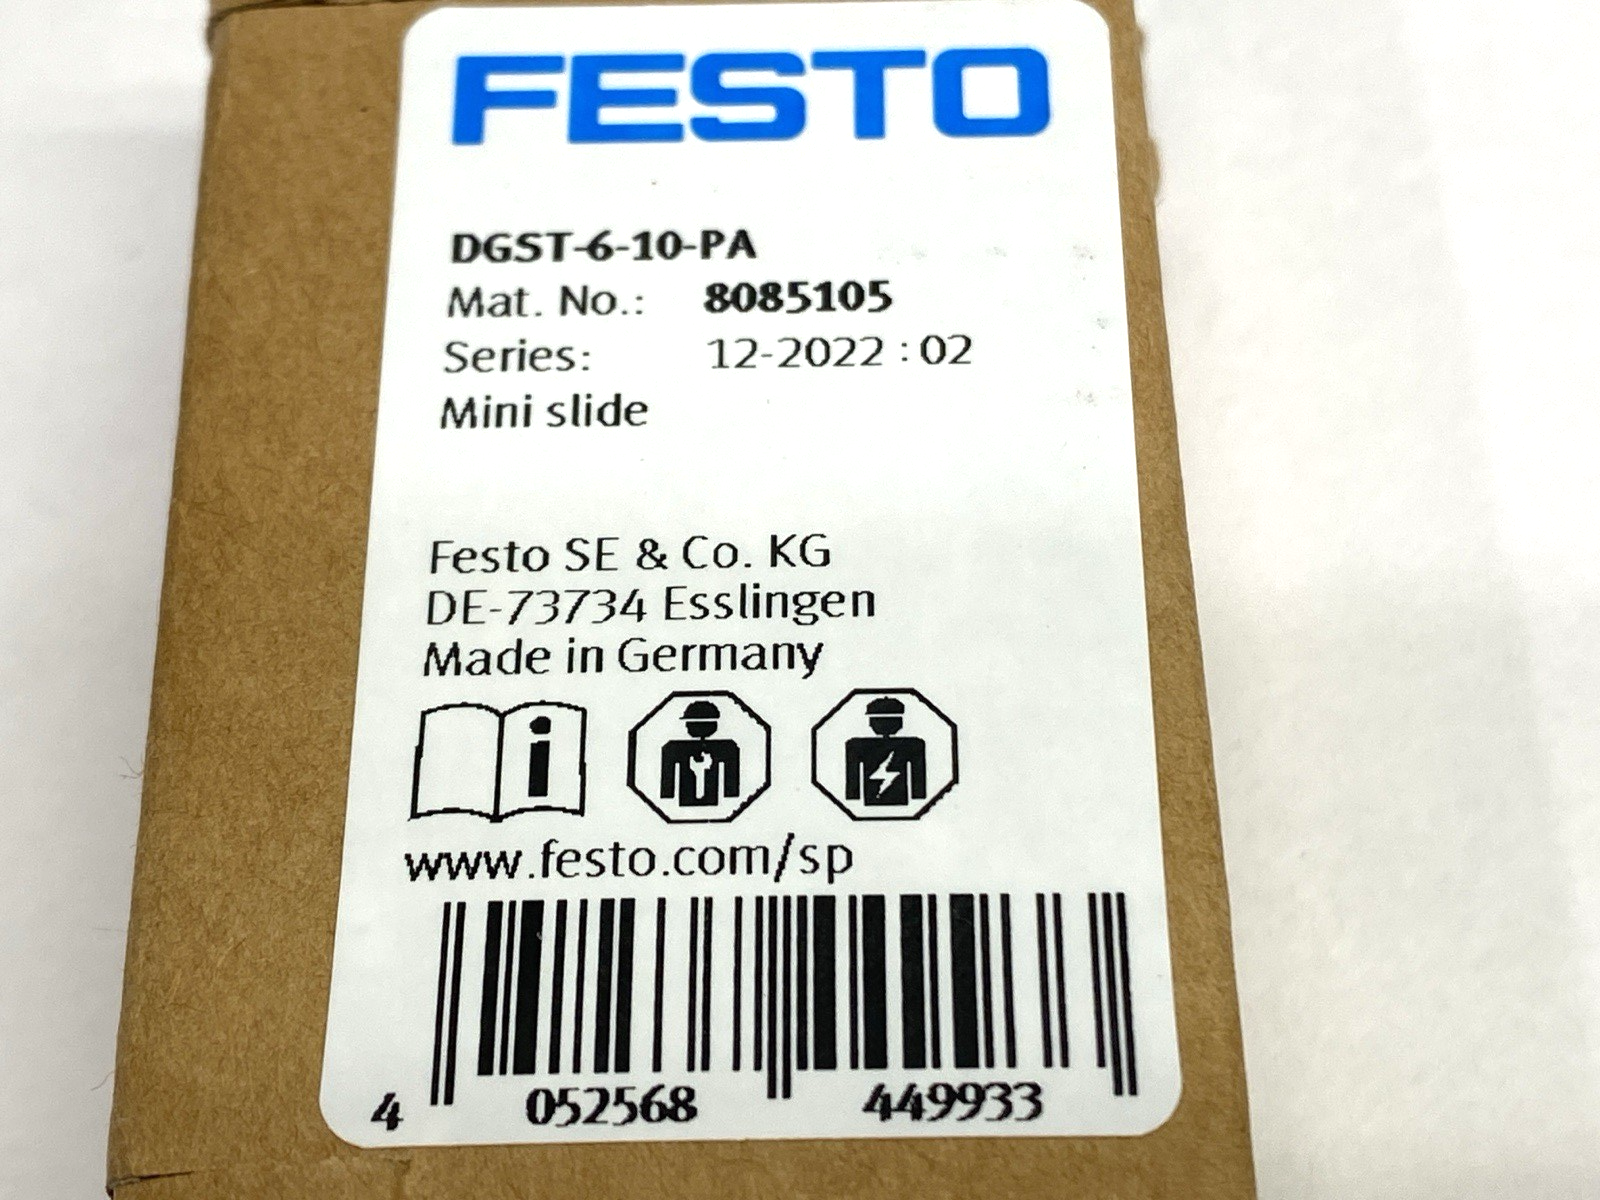 FESTO
DGST-6-10-PA
Mat. No.: 8085105
Series: 12-2022 : 02
Mini slide
Festo SE & Co. KG
DE-73734 Esslingen
Made in Germany
www.festo.com/sp
4 052568 449933